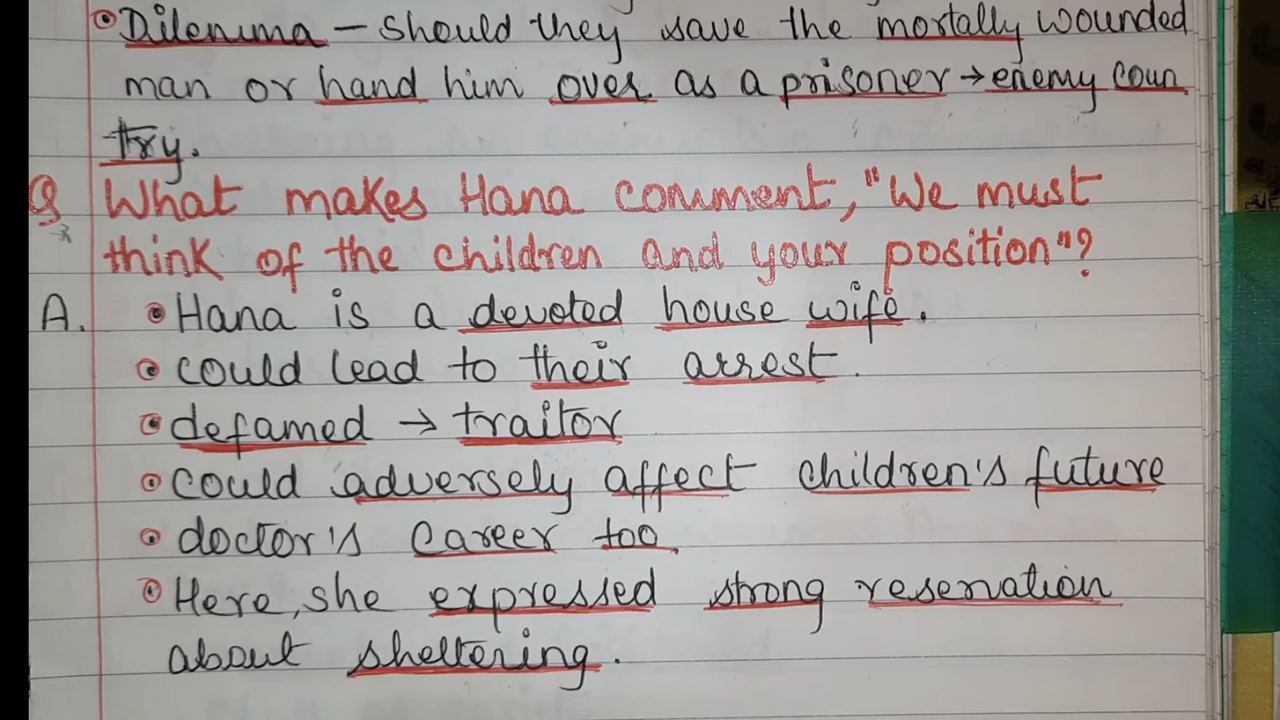 • Dilemma – should they save the mortally wounded
man or hand him over as a prisoner → enemy coun
try.
Q What makes Hana comment, "We must
think of the children and your position"?
A. • Hana is a devoted house wife.
• could lead to their arrest.
• defamed → traitor
• could adversely affect children's future
• doctor's career too.
• Here, she expressed strong resenation
about sheltering.